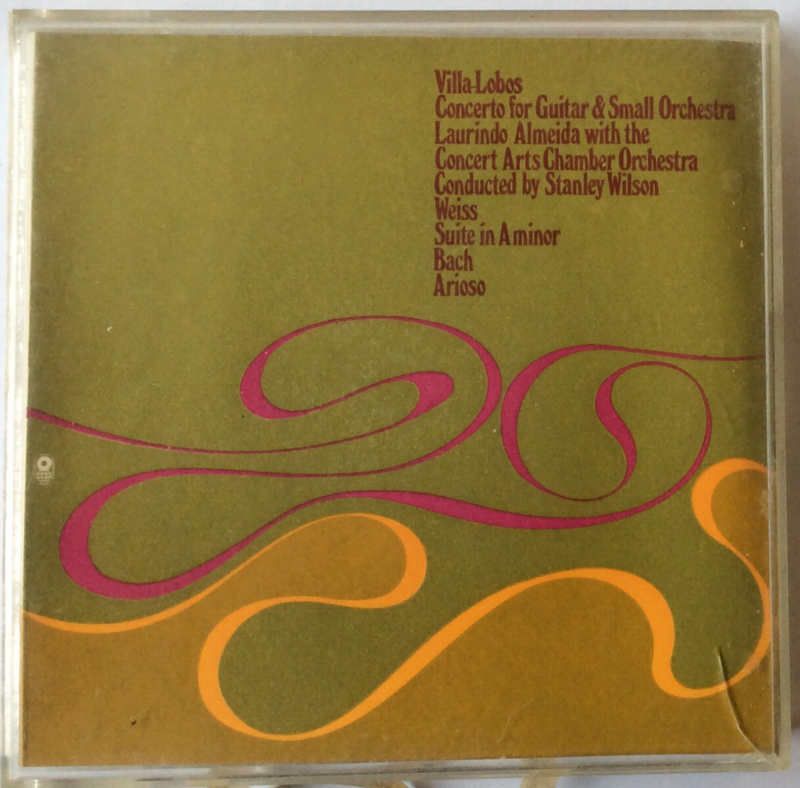 Villa-Lobos
Concerto for Guitar & Small Orchestra
Laurindo Almeida with the
Concert Arts Chamber Orchestra
Conducted by Stanley Wilson
Weiss
Suite in A minor
Bach
Arioso